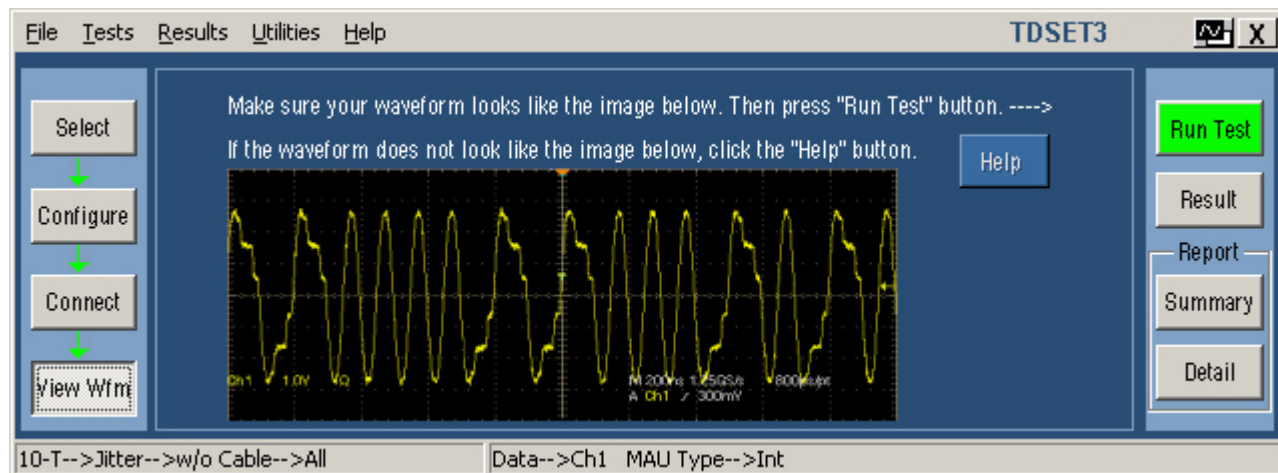 File Tests Results Utilities Help TDSET3 X
Make sure your waveform looks like the image below. Then press "Run Test" button. ---->
If the waveform does not look like the image below, click the "Help" button.
Help
Select
Configure
Connect
View Wfm
Ch1 1.0V Ω
M 200ns 1.25GS/s 800ps/pt
A Ch1 / 300mV
Run Test
Result
Report
Summary
Detail
10-T-->Jitter-->w/o Cable-->All Data-->Ch1 MAU Type-->Int